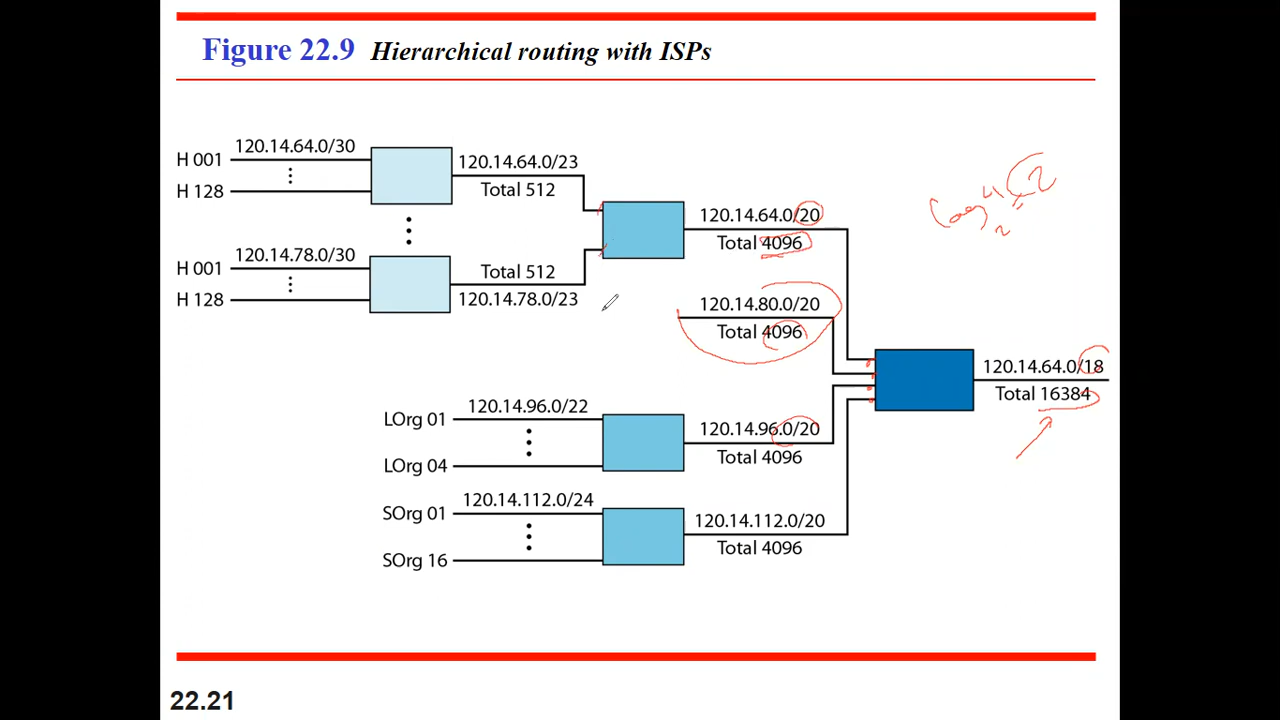 Figure 22.9 Hierarchical routing with ISPs
H 001
120.14.64.0/30
H 128
120.14.64.0/23
Total 512
H 001
120.14.78.0/30
H 128
Total 512
120.14.78.0/23
120.14.64.0/20
Total 4096
120.14.80.0/20
Total 4096
LOrg 01
120.14.96.0/22
LOrg 04
120.14.96.0/20
Total 4096
SOrg 01
120.14.112.0/24
SOrg 16
120.14.112.0/20
Total 4096
120.14.64.0/18
Total 16384
22.21